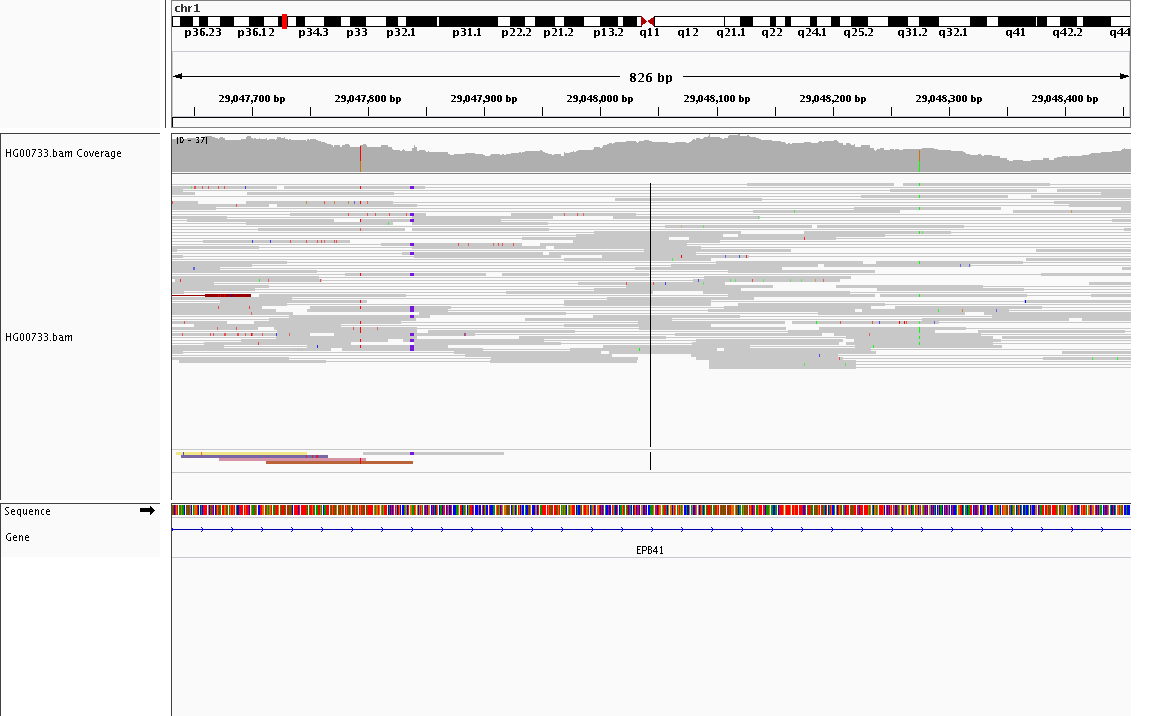 chr1
p36.23 p36.12 p34.3 p33 p32.1 p31.1 p22.2 p21.2 p13.2 q11 q12 q21.1 q22 q24.1 q25.2 q31.2 q32.1 q41 q42.2 q44
826 bp
29,047,700 bp 29,047,800 bp 29,047,900 bp 29,048,000 bp 29,048,100 bp 29,048,200 bp 29,048,300 bp 29,048,400 bp
[0 - 37]
HG00733.bam Coverage
HG00733.bam
Sequence
Gene
EPB41